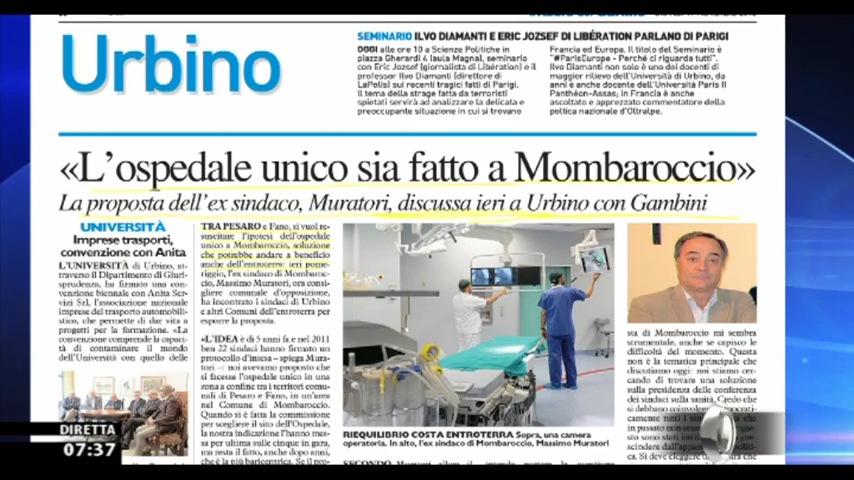 Urbino
SEMINARIO ILVO DIAMANTI E ERIC JOZSEF DI LIBÉRATION PARLANO DI PARIGI
OGGI alle ore 10 a Scienze Politiche in
piazza Gherardi 4 (aula Magna), seminario
con Eric Jozsef (giornalista di Libération) e il
professor Ilvo Diamanti (direttore di
LaPolis) sui recenti tragici fatti di Parigi.
Il tema della strage fatta da terroristi
spietati servirà ad analizzare la delicata e
preoccupante situazione in cui si trovano
Francia ed Europa. Il titolo del Seminario è
"#ParisEurope - Perché ci riguarda tutti".
Ilvo Diamanti non solo è uno dei docenti di
maggior rilievo dell'Università di Urbino, da
anni è anche docente dell'Università Paris II
Panthéon-Assas; in Francia è anche
ascoltato e apprezzato commentatore della
poltica nazionale d'Oltralpe.
«L'ospedale unico sia fatto a Mombaroccio»
La proposta dell'ex sindaco, Muratori, discussa ieri a Urbino con Gambini
UNIVERSITÀ
Imprese trasporti,
convenzione con Anita
L'UNIVERSITÀ di Urbino, at-
traverso il Dipartimento di Giuri-
sprudenza, ha firmato una con-
venzione biennale con Anita Ser-
vizi Srl, l'associazione nazionale
imprese del trasporto automobili-
stico, che permette di dar vita a
progetti per la formazione. «La
convenzione comprende la capaci-
tà di contaminare il mondo
dell'Università con quello delle
TRA PESARO e Fano, si vuol re-
suscitare l'ipotesi dell'ospedale
unico a Mombaroccio, soluzione
che potrebbe andare a beneficio
anche dell'entroterra: ieri pome-
riggio, l'ex sindaco di Mombaroc-
cio, Massimo Muratori, ora consi-
gliere comunale d'opposizione,
ha incontrato i sindaci di Urbino
e altri Comuni dell'entroterra per
esporre la proposta.
«L'IDEA è di 5 anni fa e nel 2011
ben 22 sindaci hanno firmato un
protocollo d'intesa – spiega Mura-
tori –: noi avevamo proposto che
si facesse l'ospedale unico in una
zona a confine tra i territori comu-
nali di Pesaro e Fano, in un'area
nel Comune di Mombaroccio.
Quando si è fatta la commissione
per scegliere il sito dell'Ospedale,
la nostra indicazione l'hanno mes-
sa per ultima sulle cinque in gara,
ma resta il fatto, anche dopo anni,
che è la più baricentrica. Se il pro-
RIEQUILIBRIO COSTA ENTROTERRA Sopra, una camera
operatoria. In alto, l'ex sindaco di Mombaroccio, Massimo Muratori
sta di Mombaroccio mi sembra
strumentale, anche se capisco le
difficoltà del momento. Questa
non è la tematica principale che
discutiamo oggi: noi stiamo cer-
cando di trovare una soluzione
sulla presidenza della conferenza
dei sindaci sulla sanità. Credo che
si debbano
DIRETTA
07:37